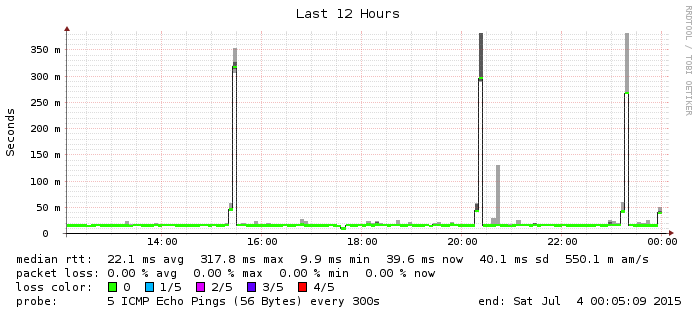 Last 12 Hours
RRDTOOL / TOBI OETIKER
Seconds
350 m
300 m
250 m
200 m
150 m
100 m
50 m
0
14:00 16:00 18:00 20:00 22:00 00:00
median rtt: 22.1 ms avg 317.8 ms max 9.9 ms min 39.6 ms now 40.1 ms sd 550.1 m am/s
packet loss: 0.00 % avg 0.00 % max 0.00 % min 0.00 % now
loss color: 0 1/5 2/5 3/5 4/5
probe: 5 ICMP Echo Pings (56 Bytes) every 300s end: Sat Jul 4 00:05:09 2015